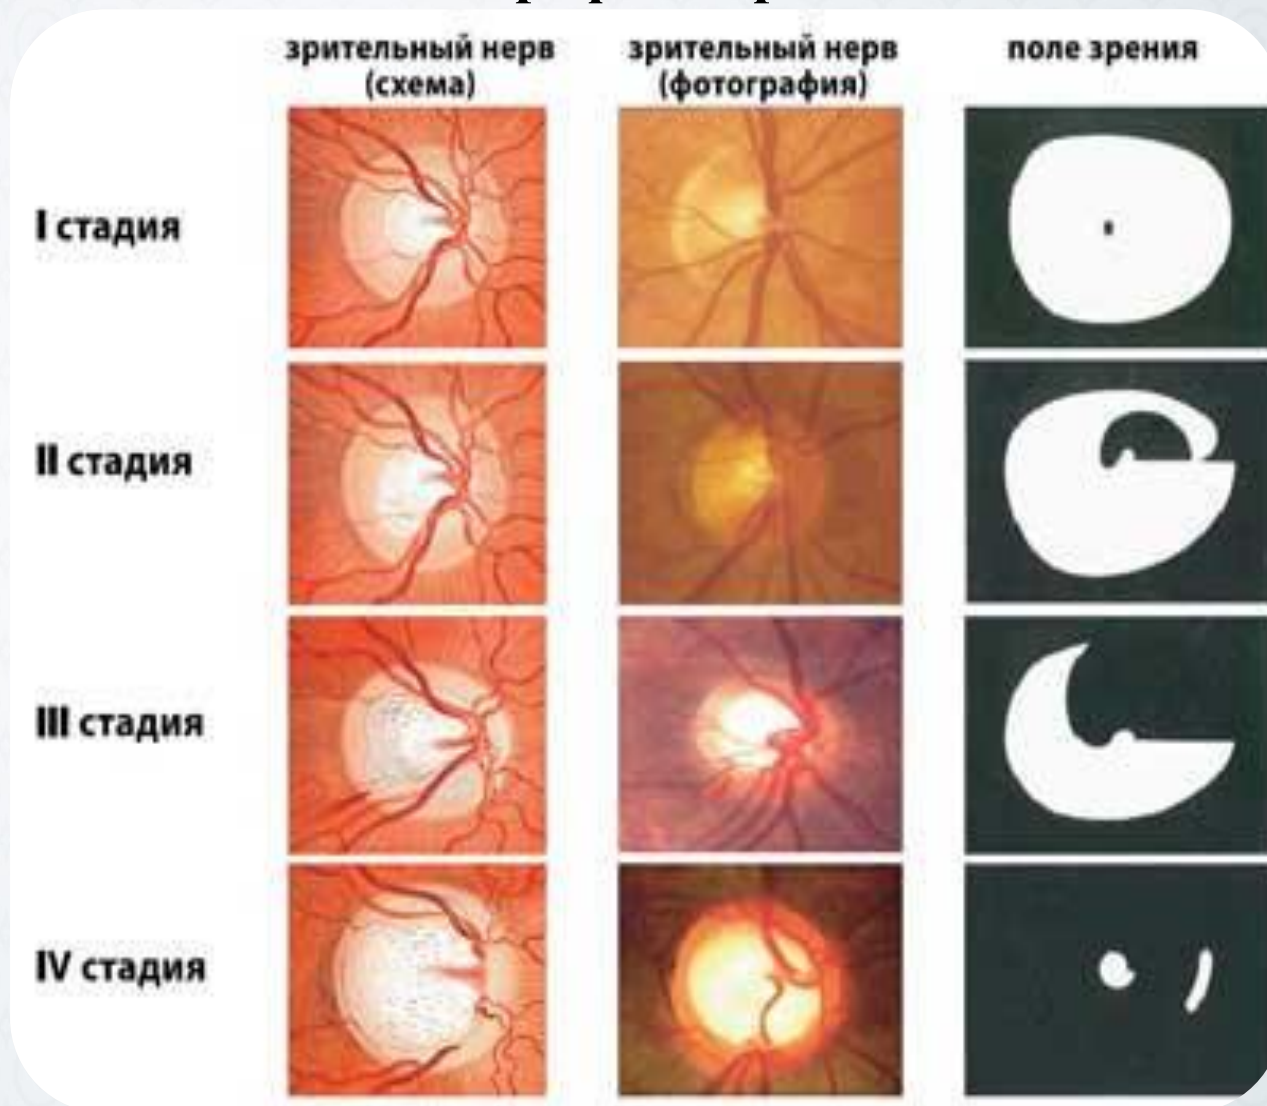 зрительный нерв
(схема)
зрительный нерв
(фотография)
поле зрения
I стадия
II стадия
III стадия
IV стадия